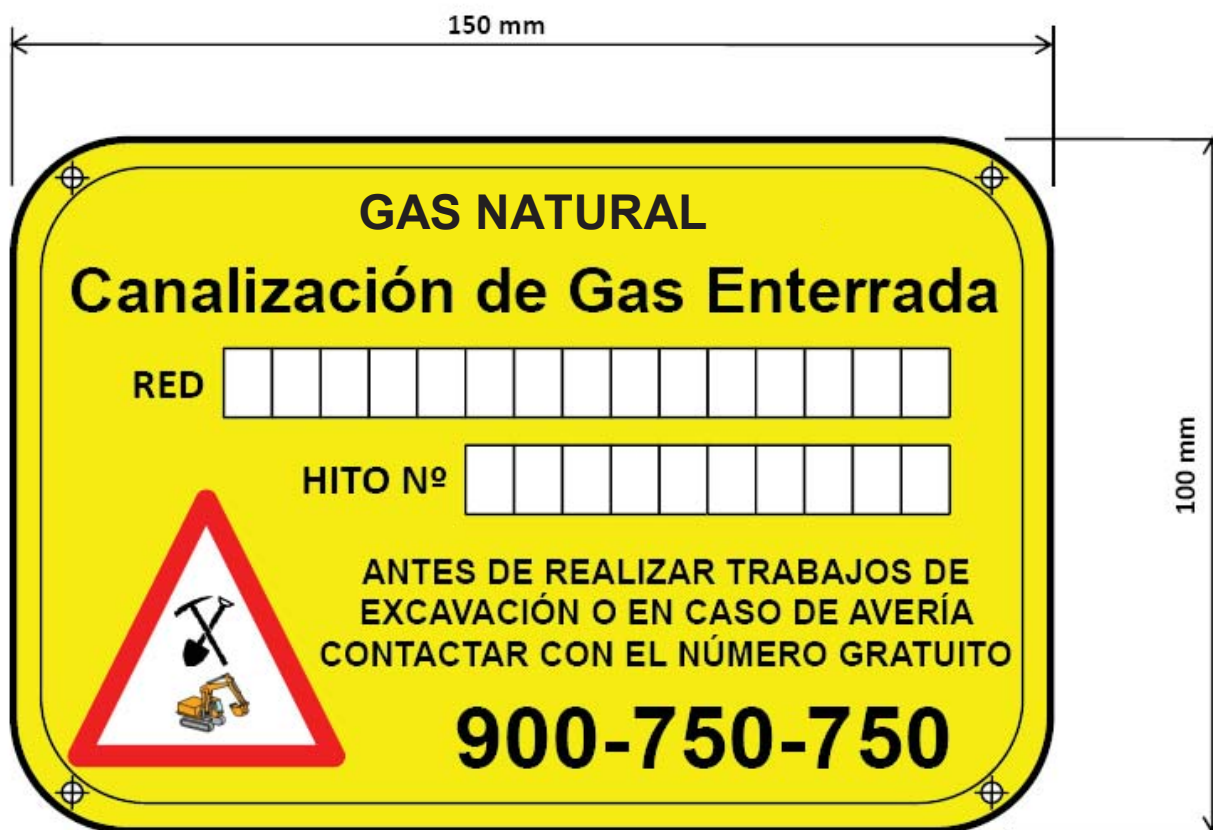 150 mm
GAS NATURAL
Canalización de Gas Enterrada
RED
HITO Nº
100 mm
ANTES DE REALIZAR TRABAJOS DE
EXCAVACIÓN O EN CASO DE AVERÍA
CONTACTAR CON EL NÚMERO GRATUITO
900-750-750